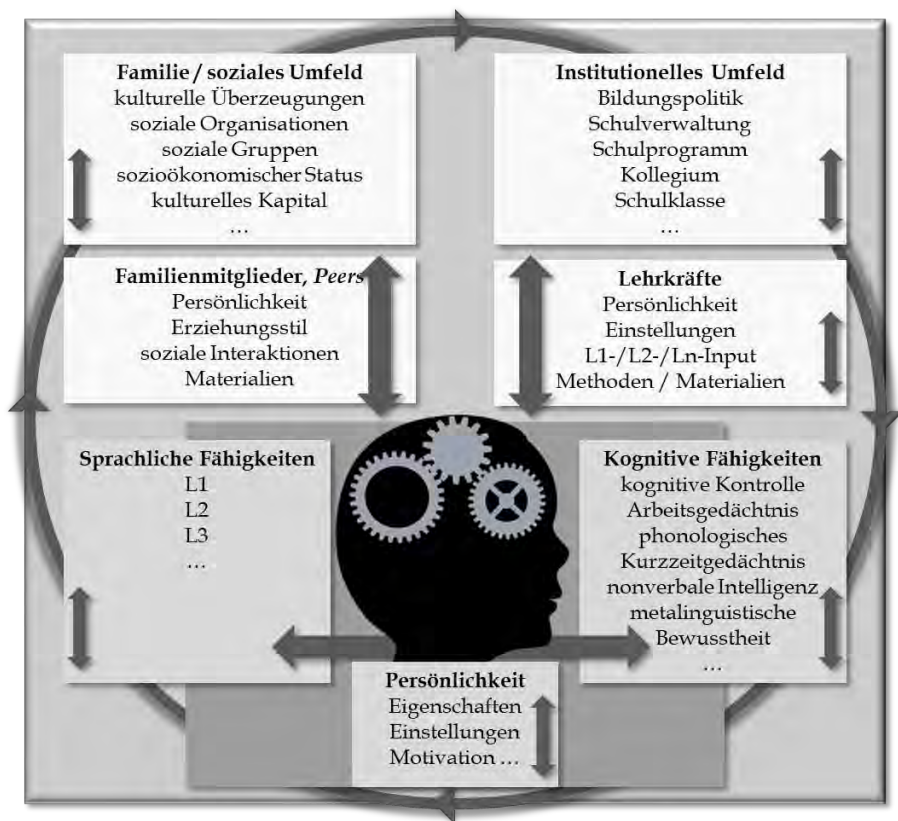 Familie / soziales Umfeld
kulturelle Überzeugungen
soziale Organisationen
soziale Gruppen
sozioökonomischer Status
kulturelles Kapital
…
Institutionelles Umfeld
Bildungspolitik
Schulverwaltung
Schulprogramm
Kollegium
Schulklasse
…
Familienmitglieder, Peers
Persönlichkeit
Erziehungsstil
soziale Interaktionen
Materialien
Lehrkräfte
Persönlichkeit
Einstellungen
L1-/L2-/Ln-Input
Methoden / Materialien
Sprachliche Fähigkeiten
L1
L2
L3
…
Kognitive Fähigkeiten
kognitive Kontrolle
Arbeitsgedächtnis
phonologisches
Kurzzeitgedächtnis
nonverbale Intelligenz
metalinguistische
Bewusstheit
…
Persönlichkeit
Eigenschaften
Einstellungen
Motivation …